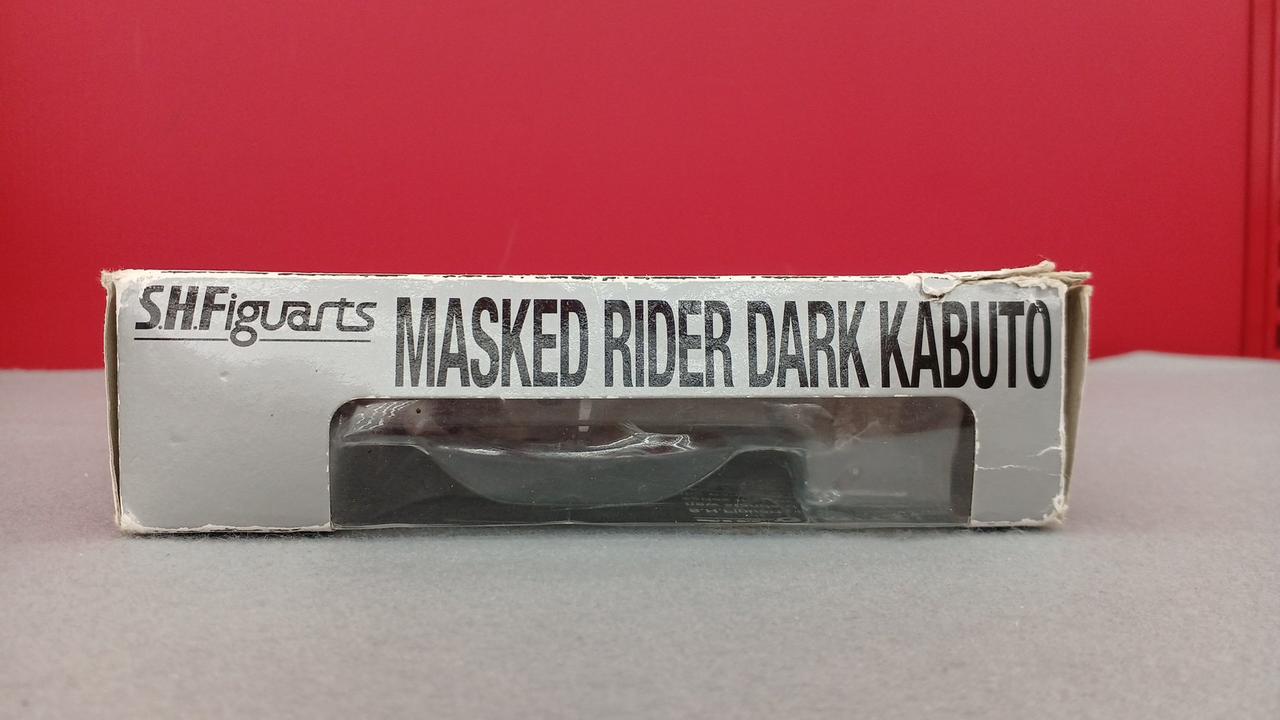 S.H.Figuarts
MASKED RIDER DARK KABUTO